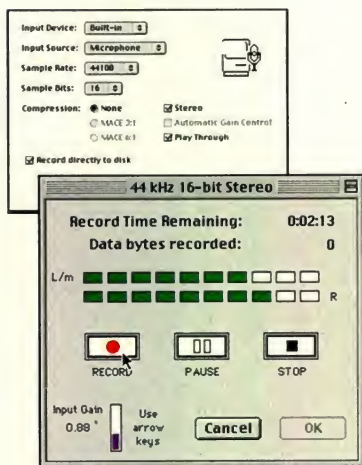 Input Device: Built-in
Input Source: Microphone
Sample Rate: 44100
Sample Bits: 16
Compression: None Stereo
MACE 3:1 Automatic Gain Control
MACE 6:1 Play Through
Record directly to disk
44 kHz 16-bit Stereo
Record Time Remaining: 0:02:13
Data bytes recorded: 0
L/m
R
RECORD PAUSE STOP
Input Gain
0.88
Use
arrow
keys
Cancel OK